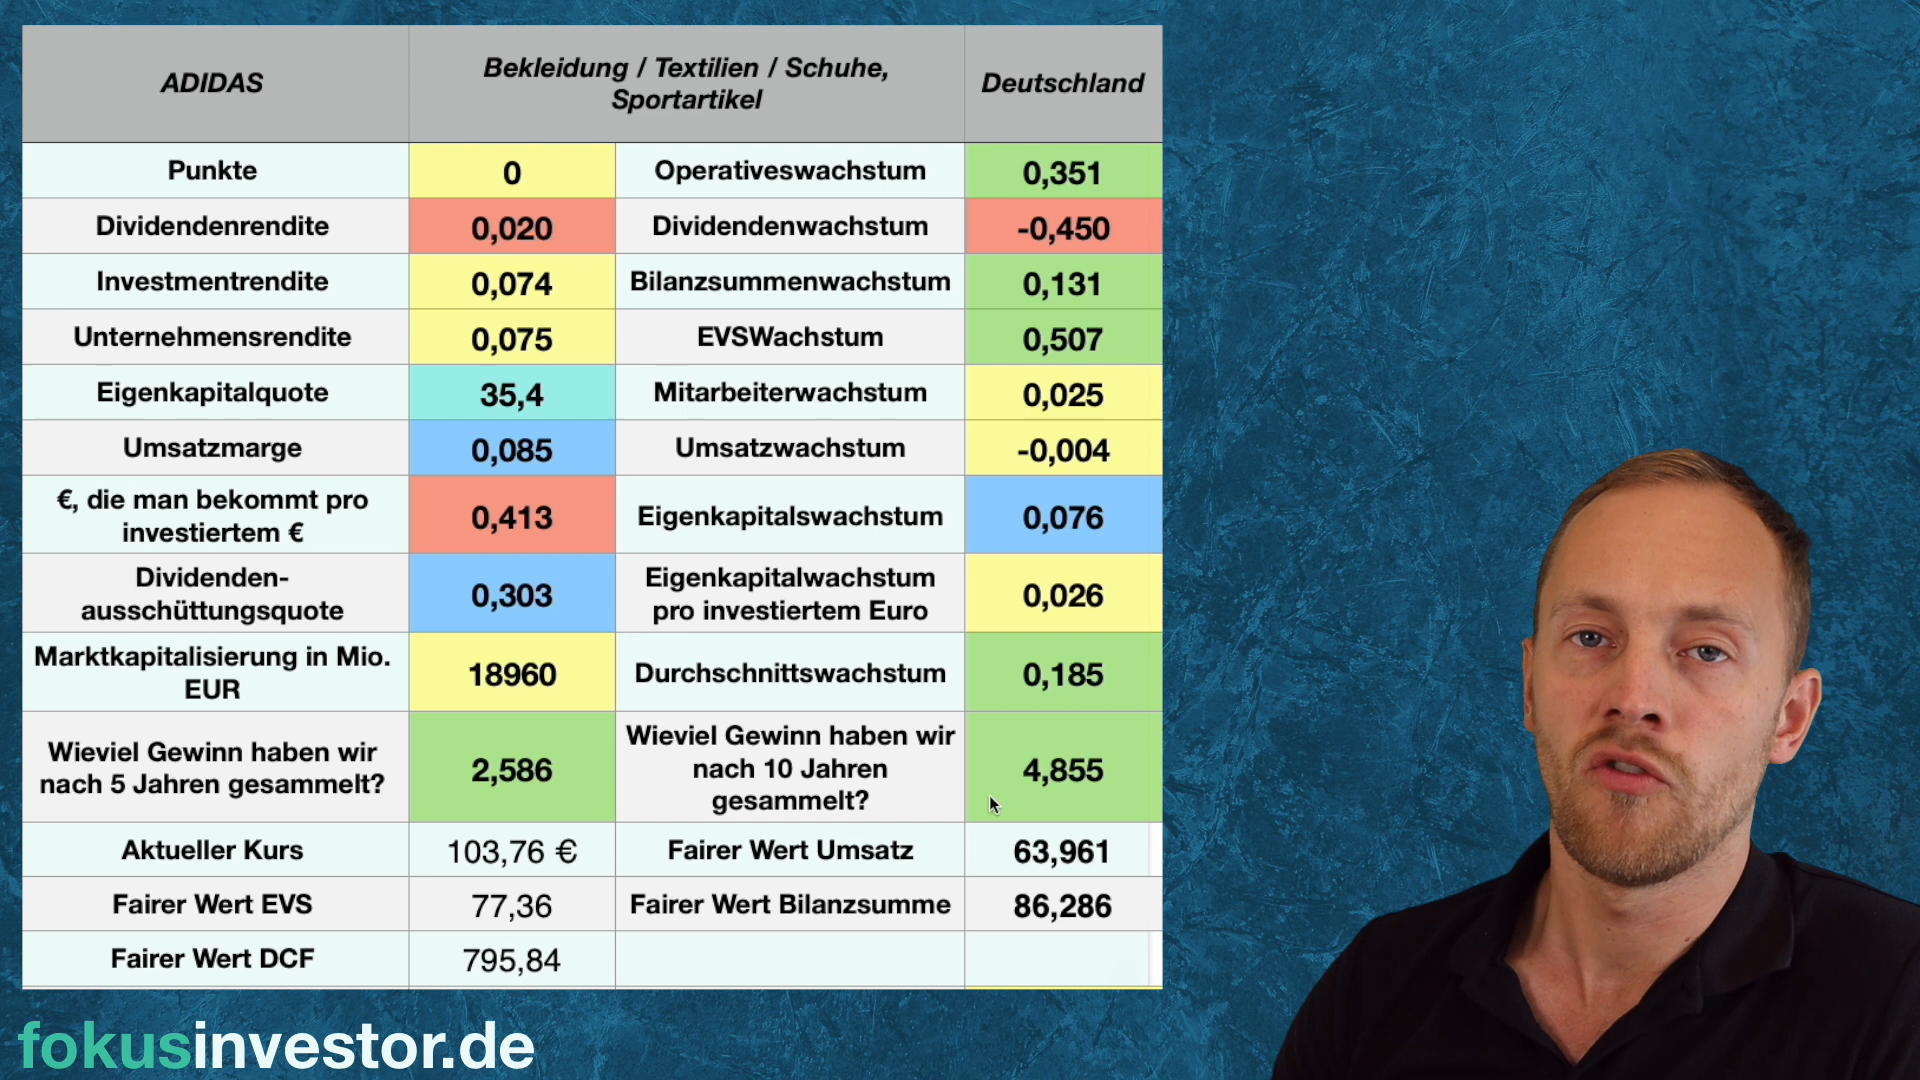 ADIDAS
Bekleidung / Textilien / Schuhe,
Sportartikel
Deutschland
Punkte
0
Operativeswachstum
0,351
Dividendenrendite
0,020
Dividendenwachstum
-0,450
Investmentrendite
0,074
Bilanzsummenwachstum
0,131
Unternehmensrendite
0,075
EVSWachstum
0,507
Eigenkapitalquote
35,4
Mitarbeiterwachstum
0,025
Umsatzmarge
0,085
Umsatzwachstum
-0,004
€, die man bekommt pro
investiertem €
0,413
Eigenkapitalswachstum
0,076
Dividenden-
ausschüttungsquote
0,303
Eigenkapitalwachstum
pro investiertem Euro
0,026
Marktkapitalisierung in Mio.
EUR
18960
Durchschnittswachstum
0,185
Wieviel Gewinn haben wir
nach 5 Jahren gesammelt?
2,586
Wieviel Gewinn haben wir
nach 10 Jahren
gesammelt?
4,855
Aktueller Kurs
103,76 €
Fairer Wert Umsatz
63,961
Fairer Wert EVS
77,36
Fairer Wert Bilanzsumme
86,286
Fairer Wert DCF
795,84
fokusinvestor.de